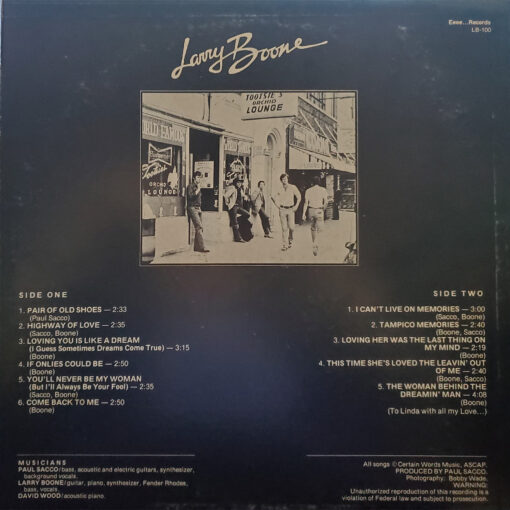 Eeee...Records
LB-100
Larry Boone
TOOTSIE'S
ORCHID
LOUNGE
WORLD FAMOUS
Budweiser
Tootsies
ORCHID
LOUNGE
SIDE ONE
1. PAIR OF OLD SHOES — 2:33
(Paul Sacco)
2. HIGHWAY OF LOVE — 2:35
(Sacco, Boone)
3. LOVING YOU IS LIKE A DREAM
(I Guess Sometimes Dreams Come True) — 3:15
(Boone)
4. IF ONLIES COULD BE — 2:50
(Boone)
5. YOU'LL NEVER BE MY WOMAN
(But I'll Always Be Your Fool) — 2:35
(Sacco, Boone)
6. COME BACK TO ME — 2:50
(Boone)
SIDE TWO
1. I CAN'T LIVE ON MEMORIES — 3:00
(Sacco, Boone)
2. TAMPICO MEMORIES — 2:40
(Boone, Sacco)
3. LOVING HER WAS THE LAST THING ON
MY MIND — 2:19
(Boone)
4. THIS TIME SHE'S LOVED THE LEAVIN' OUT
OF ME — 2:40
(Boone, Sacco)
5. THE WOMAN BEHIND THE
DREAMIN' MAN — 4:08
(Boone)
(To Linda with all my Love...)
MUSICIANS
PAUL SACCO/bass, acoustic and electric guitars, synthesizer,
background vocals.
LARRY BOONE/guitar, piano, synthesizer, Fender Rhodes,
bass, vocals.
DAVID WOOD/acoustic piano.
All songs © Certain Words Music, ASCAP.
PRODUCED BY PAUL SACCO.
Photography: Bobby Wade.
WARNING:
Unauthorized reproduction of this recording is a
violation of Federal law and subject to prosecution.